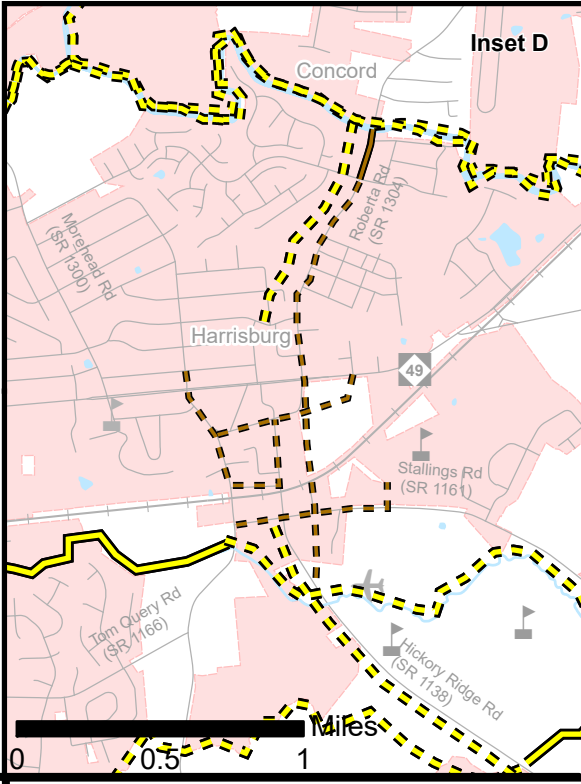 Inset D
Concord
Roberta Rd
(SR 1304)
Morehead Rd
(SR 1300)
Harrisburg
49
Stallings Rd
(SR 1161)
Tom Query Rd
(SR 1166)
Hickory Ridge Rd
(SR 1138)
Miles
0 0.5 1